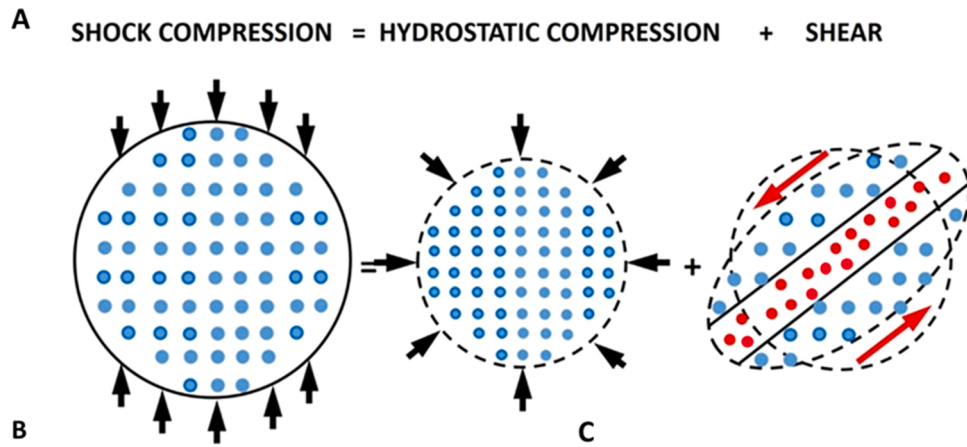 A
SHOCK COMPRESSION = HYDROSTATIC COMPRESSION + SHEAR
= +
B C